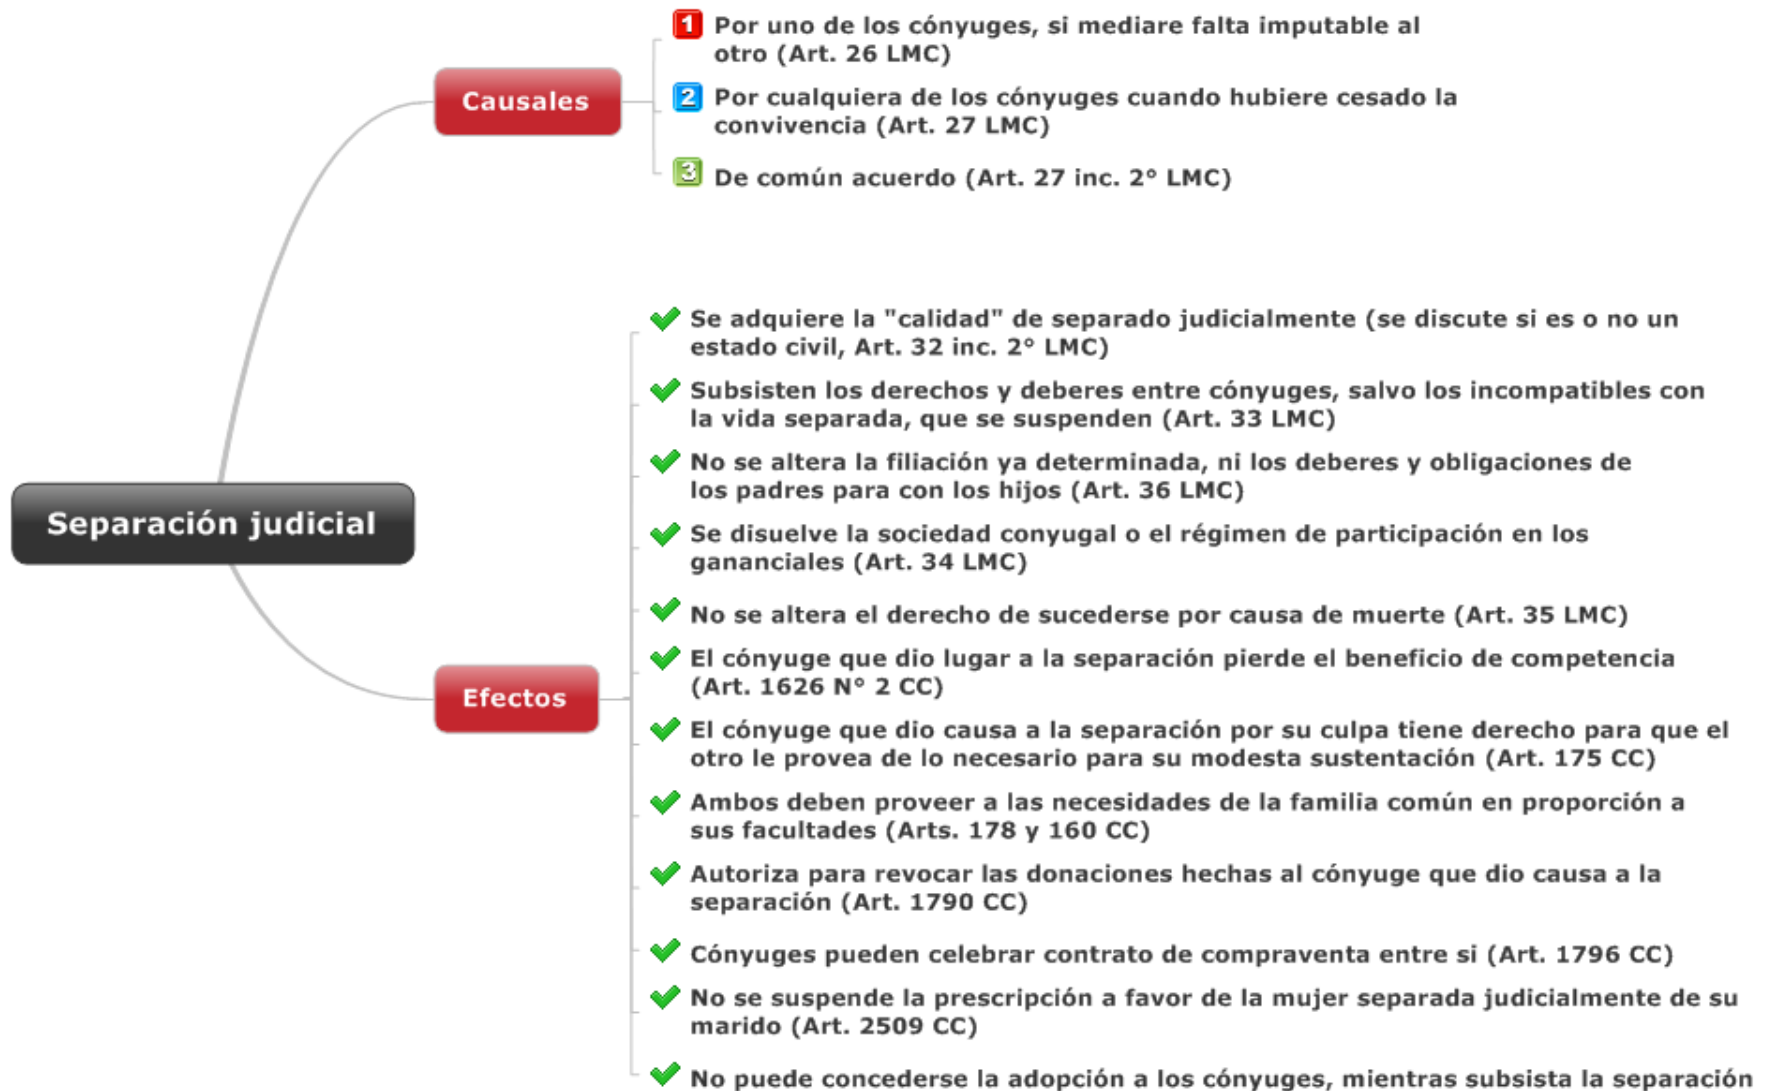 Separación judicial
Causales
1 Por uno de los cónyuges, si mediare falta imputable al
otro (Art. 26 LMC)
2 Por cualquiera de los cónyuges cuando hubiere cesado la
convivencia (Art. 27 LMC)
3 De común acuerdo (Art. 27 inc. 2° LMC)
Efectos
Se adquiere la "calidad" de separado judicialmente (se discute si es o no un
estado civil, Art. 32 inc. 2° LMC)
Subsisten los derechos y deberes entre cónyuges, salvo los incompatibles con
la vida separada, que se suspenden (Art. 33 LMC)
No se altera la filiación ya determinada, ni los deberes y obligaciones de
los padres para con los hijos (Art. 36 LMC)
Se disuelve la sociedad conyugal o el régimen de participación en los
gananciales (Art. 34 LMC)
No se altera el derecho de sucederse por causa de muerte (Art. 35 LMC)
El cónyuge que dio lugar a la separación pierde el beneficio de competencia
(Art. 1626 N° 2 CC)
El cónyuge que dio causa a la separación por su culpa tiene derecho para que el
otro le provea de lo necesario para su modesta sustentación (Art. 175 CC)
Ambos deben proveer a las necesidades de la familia común en proporción a
sus facultades (Arts. 178 y 160 CC)
Autoriza para revocar las donaciones hechas al cónyuge que dio causa a la
separación (Art. 1790 CC)
Cónyuges pueden celebrar contrato de compraventa entre si (Art. 1796 CC)
No se suspende la prescripción a favor de la mujer separada judicialmente de su
marido (Art. 2509 CC)
No puede concederse la adopción a los cónyuges, mientras subsista la separación